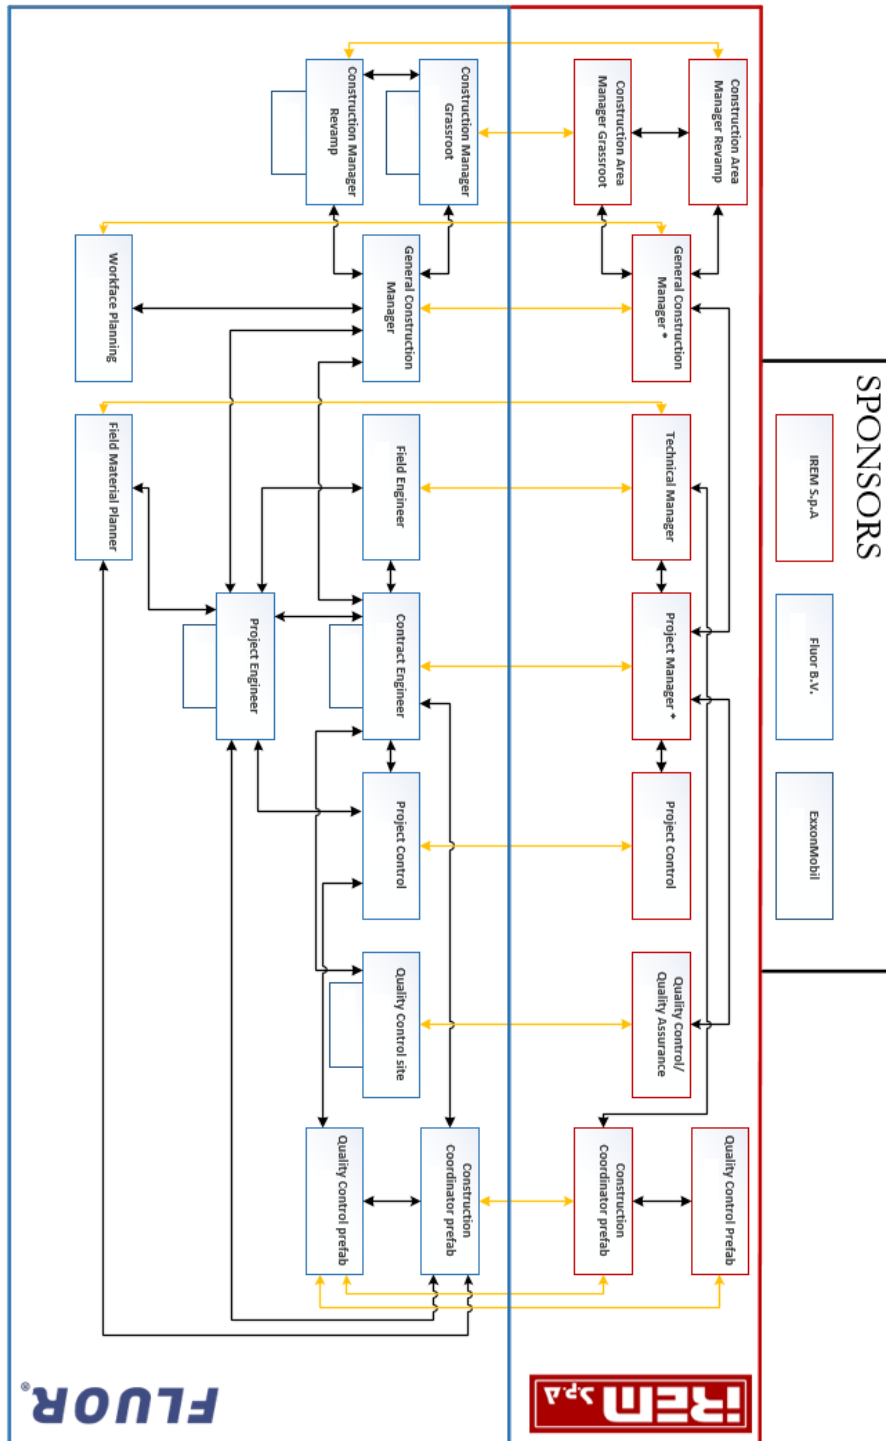 SPONSORS
IREM S.p.A
Fluor B.V.
ExxonMobil
Construction Area
Manager Revamp
Quality Control Prefab
General Construction
Manager *
Technical Manager
Project Manager *
Project Control
Quality Control/
Quality Assurance
Construction Area
Manager Grassroot
Construction
Coordinator prefab
iREM
S.p.A
Construction Manager
Grassroot
Construction
Coordinator prefab
General Construction
Manager
Field Engineer
Contract Engineer
Project Control
Quality Control site
Construction Manager
Revamp
Quality Control prefab
Project Engineer
Workface Planning
Field Material Planner
FLUOR®